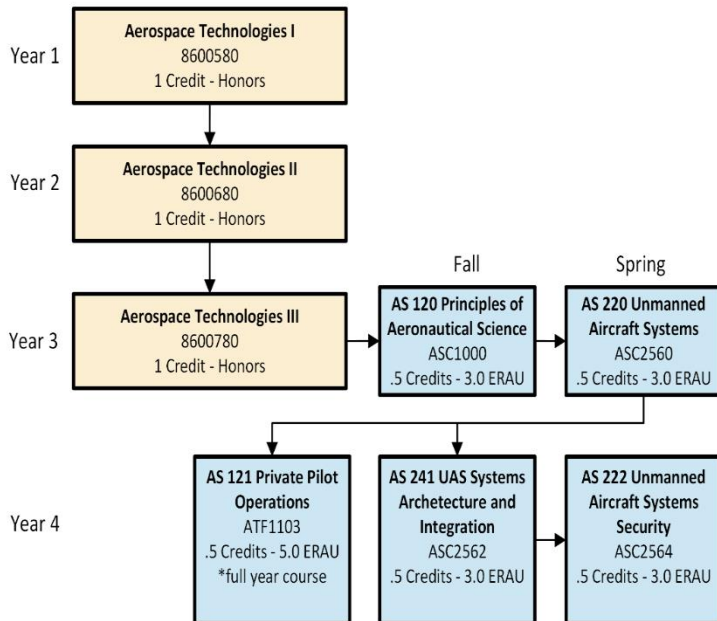 Year 1
Aerospace Technologies I
8600580
1 Credit - Honors
Year 2
Aerospace Technologies II
8600680
1 Credit - Honors
Fall
Spring
Year 3
Aerospace Technologies III
8600780
1 Credit - Honors
AS 120 Principles of
Aeronautical Science
ASC1000
.5 Credits - 3.0 ERAU
AS 220 Unmanned
Aircraft Systems
ASC2560
.5 Credits - 3.0 ERAU
Year 4
AS 121 Private Pilot
Operations
ATF1103
.5 Credits - 5.0 ERAU
*full year course
AS 241 UAS Systems
Archetecture and
Integration
ASC2562
.5 Credits - 3.0 ERAU
AS 222 Unmanned
Aircraft Systems
Security
ASC2564
.5 Credits - 3.0 ERAU